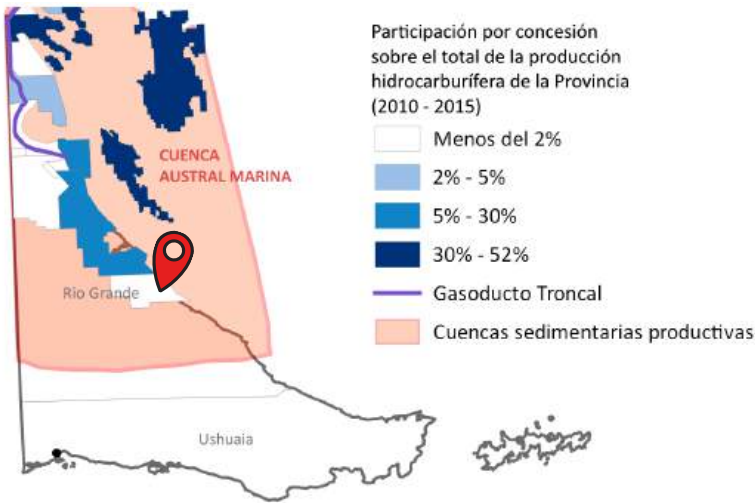 Participación por concesión
sobre el total de la producción
hidrocarburífera de la Provincia
(2010 - 2015)
Menos del 2%
2% - 5%
5% - 30%
30% - 52%
Gasoducto Troncal
Cuencas sedimentarias productivas
CUENCA
AUSTRAL MARINA
Rio Grande
Ushuaia